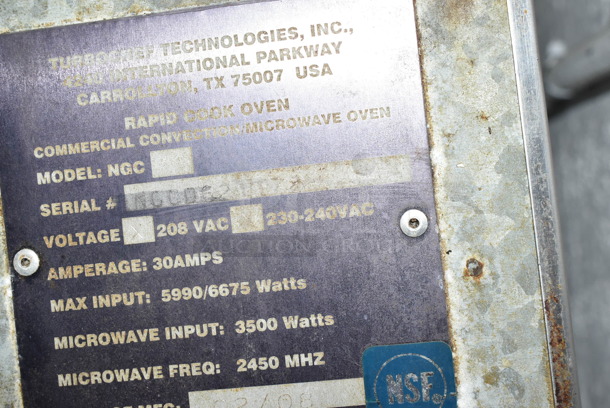 TURBOCHEF TECHNOLOGIES, INC.,
INTERNATIONAL PARKWAY
CARROLLTON, TX 75007 USA
RAPID COOK OVEN
COMMERCIAL CONVECTION/MICROWAVE OVEN
MODEL: NGC
SERIAL #
VOLTAGE X 208 VAC X 230-240VAC
AMPERAGE: 30AMPS
MAX INPUT: 5990/6675 Watts
MICROWAVE INPUT: 3500 Watts
MICROWAVE FREQ: 2450 MHZ
MFG:
NSF